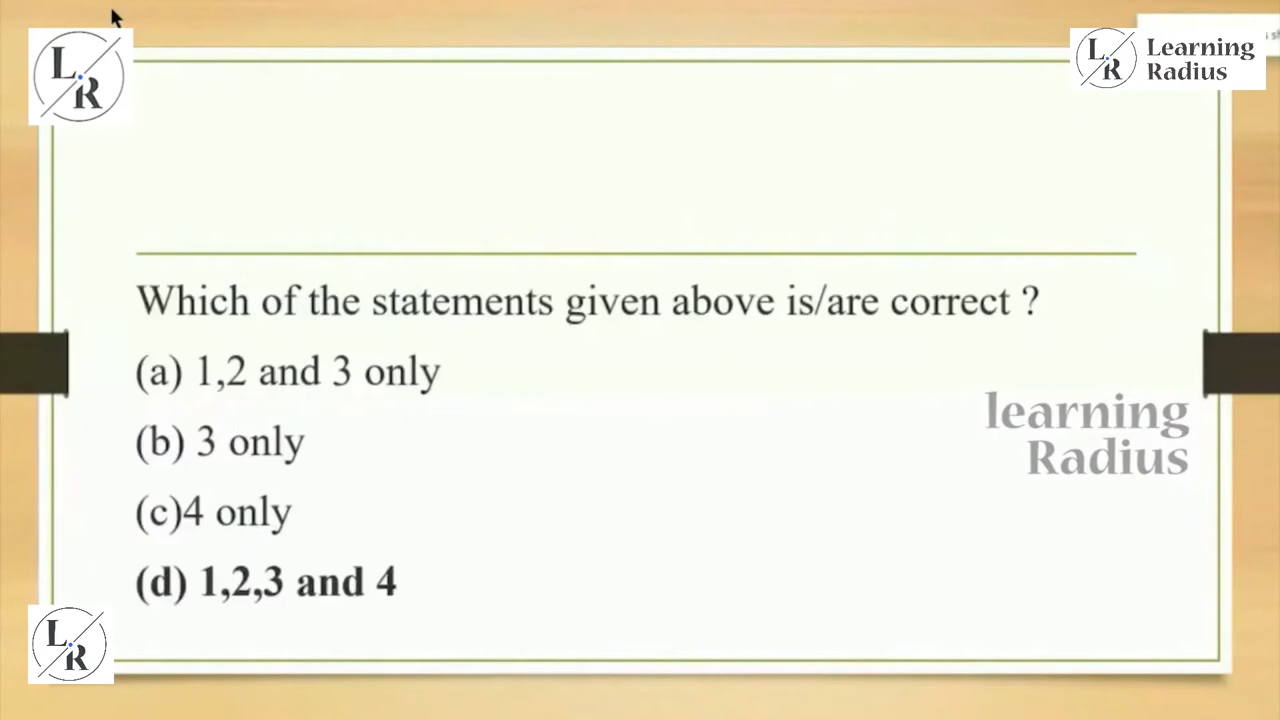 L.R
L.R
Learning
Radius
Which of the statements given above is/are correct ?
(a) 1,2 and 3 only
(b) 3 only
(c)4 only
(d) 1,2,3 and 4
learning
Radius
L.R